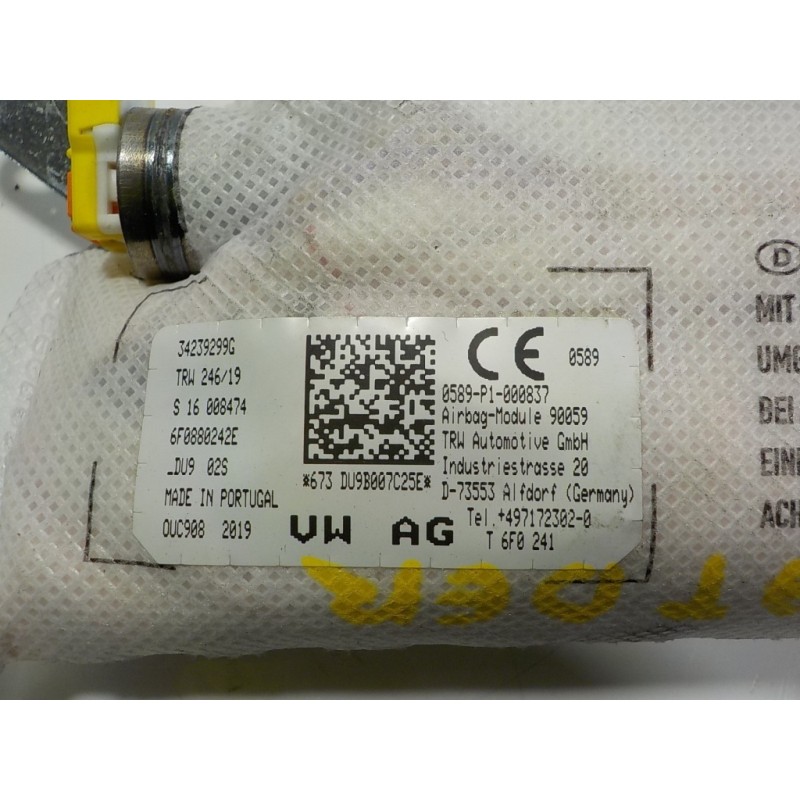 34239299G
TRW 246/19
S 16 008474
6F0880242E
_DU9 02S
MADE IN PORTUGAL
OUC908 2019
*673 DU9B007C25E*
VW AG
CE 0589
0589-P1-000837
Airbag-Module 90059
TRW Automotive GmbH
Industriestrasse 20
D-73553 Alfdorf (Germany)
Tel.+497172302-0
T 6F0 241
D
MIT
BEI
DER